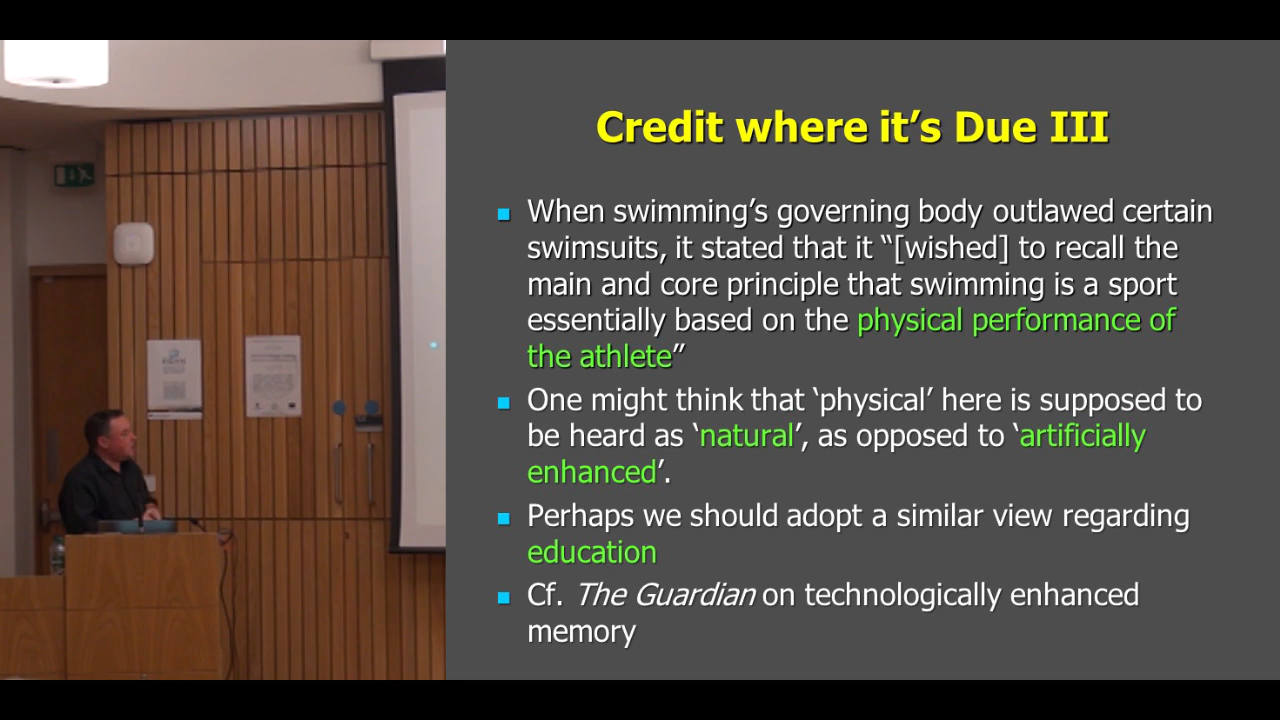 Credit where it's Due III
When swimming's governing body outlawed certain
swimsuits, it stated that it “[wished] to recall the
main and core principle that swimming is a sport
essentially based on the physical performance of
the athlete”
One might think that ‘physical’ here is supposed to
be heard as ‘natural’, as opposed to ‘artificially
enhanced’.
Perhaps we should adopt a similar view regarding
education
Cf. The Guardian on technologically enhanced
memory